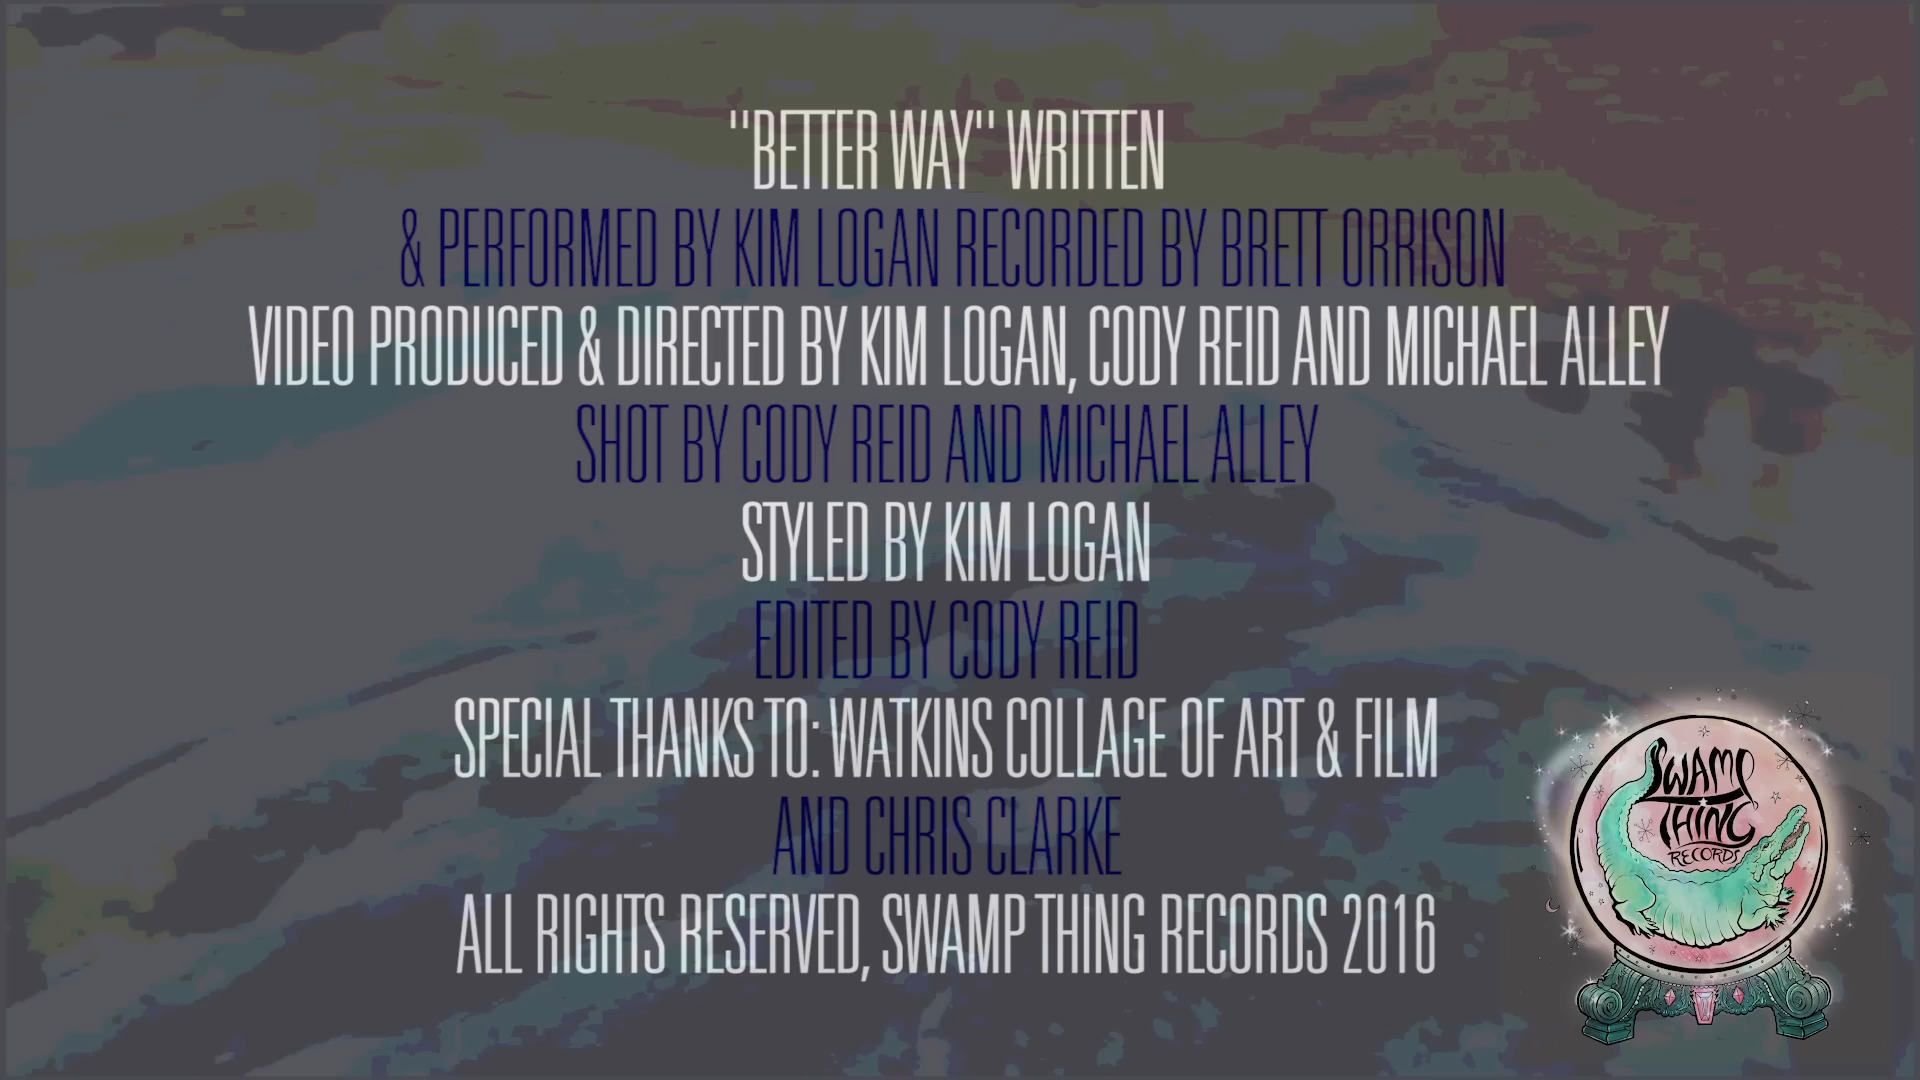 "BETTER WAY" WRITTEN
& PERFORMED BY KIM LOGAN RECORDED BY BRETT ORRISON
VIDEO PRODUCED & DIRECTED BY KIM LOGAN, CODY REID AND MICHAEL ALLEY
SHOT BY CODY REID AND MICHAEL ALLEY
STYLED BY KIM LOGAN
EDITED BY CODY REID
SPECIAL THANKS TO: WATKINS COLLAGE OF ART & FILM
AND CHRIS CLARKE
ALL RIGHTS RESERVED, SWAMP THING RECORDS 2016
SWAMP
THING
RECORDS